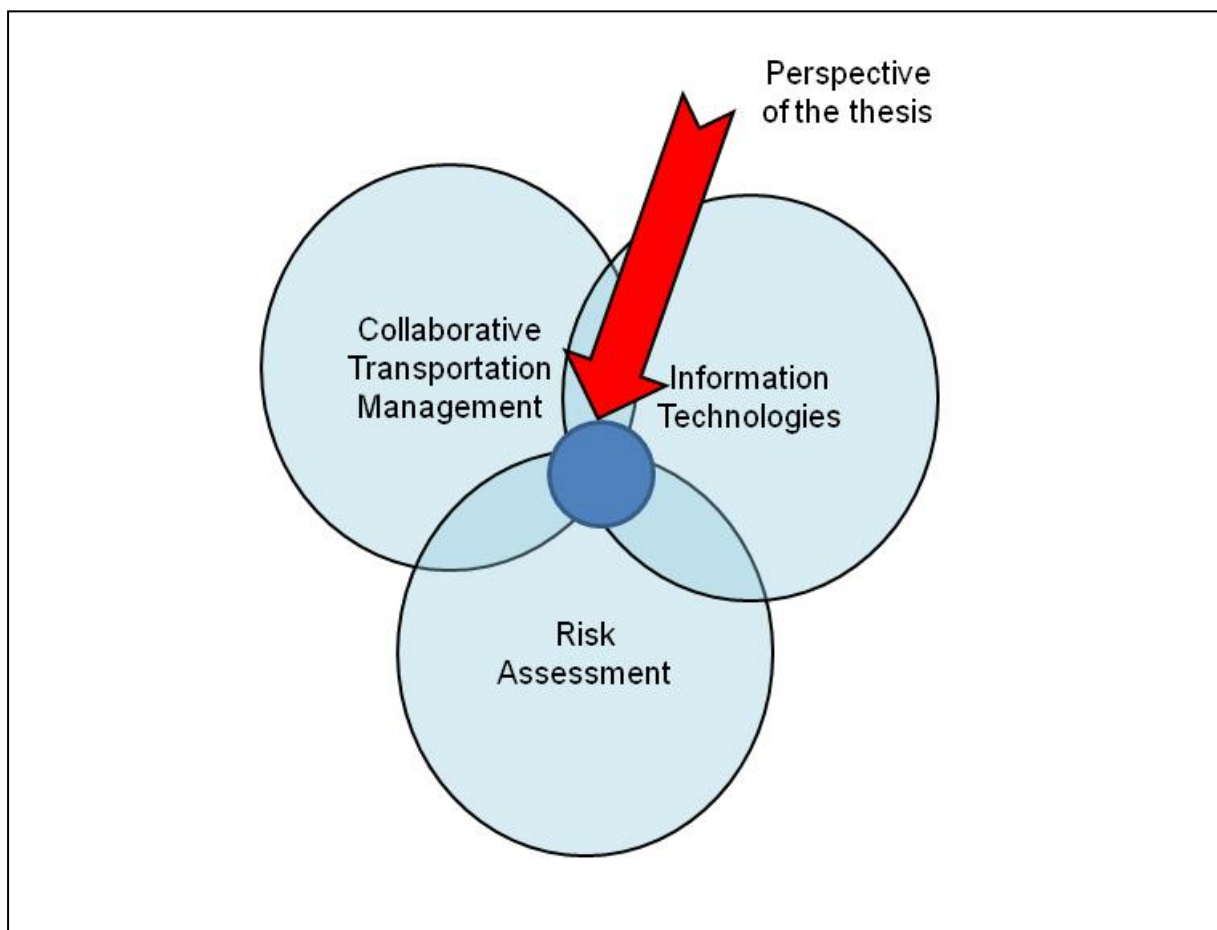 Perspective
of the thesis
Collaborative
Transportation
Management
Information
Technologies
Risk
Assessment